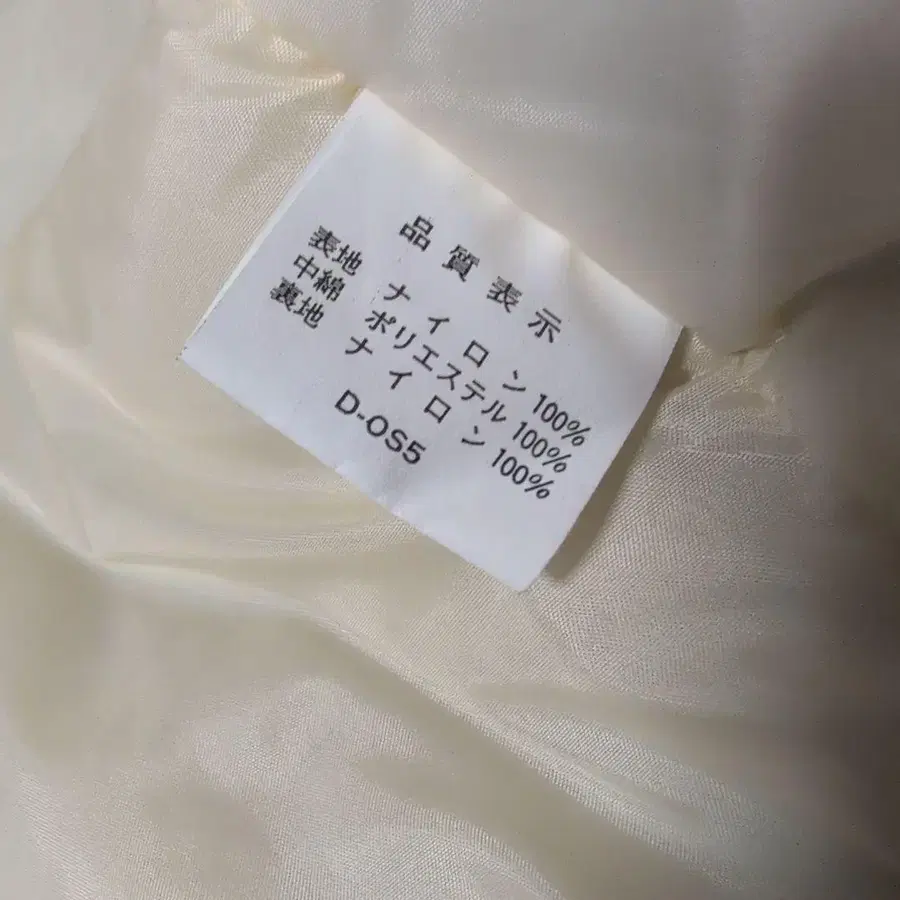 品質表示
表地 ナイロン 100%
中綿 ポリエステル 100%
裏地 ナイロン 100%
D-OS5